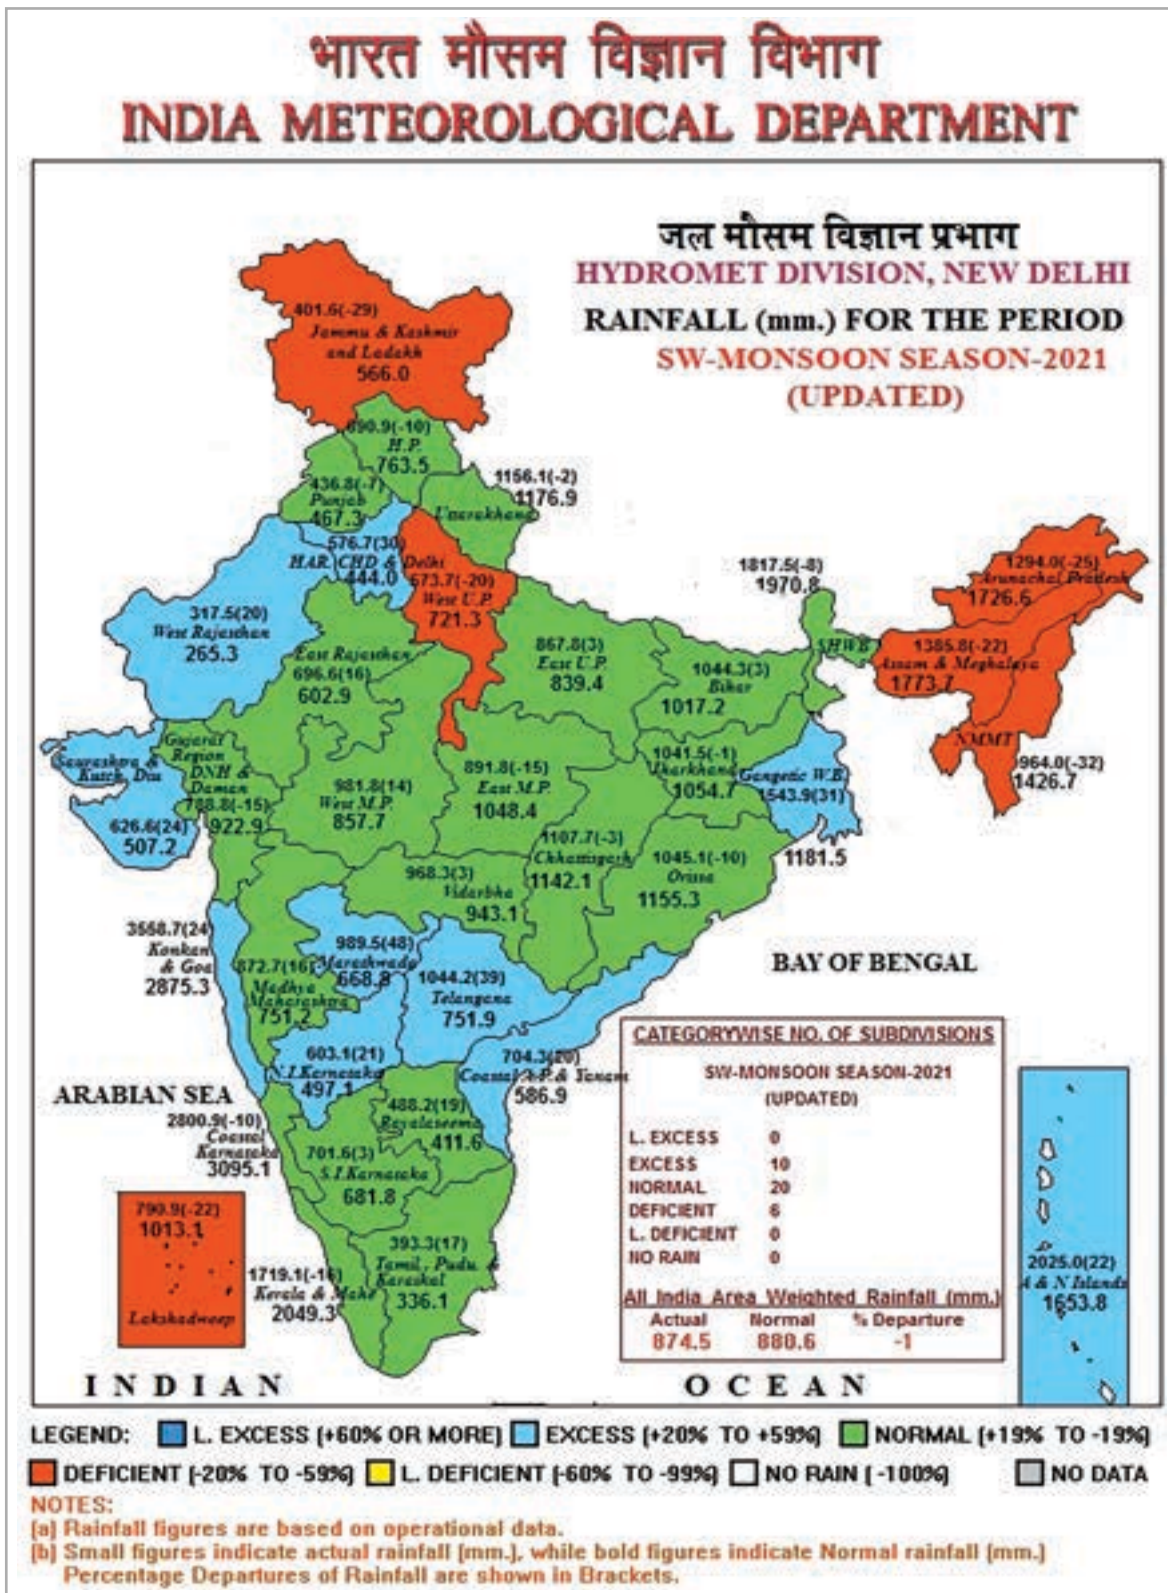 भारत मौसम विज्ञान विभाग
INDIA METEOROLOGICAL DEPARTMENT
जल मौसम विज्ञान प्रभाग
HYDROMET DIVISION, NEW DELHI
RAINFALL (mm.) FOR THE PERIOD
SW-MONSOON SEASON-2021
(UPDATED)
401.6(-29)
Jammu & Kashmir
and Ladakh
566.0
690.9(-10)
H.P.
763.5
1156.1(-2)
1176.9
Uttarakhand
436.8(-7)
Punjab
467.3
576.7(30)
HAR. CHD & Delhi
444.0
573.7(-20)
West U.P.
721.3
317.5(20)
West Rajasthan
265.3
East Rajasthan
696.6(16)
602.9
867.8(3)
East U.P.
839.4
1044.3(3)
Bihar
1017.2
1817.5(-8)
1970.8
SHWB
1294.0(-25)
Arunachal Pradesh
1726.6
1385.8(-22)
Assam & Meghalaya
1773.7
NMMT
964.0(-32)
1426.7
Saurashtra &
Kutch, Diu
626.6(24)
507.2
Gujarat
Region
DNH &
Daman
788.8(-15)
922.9
981.8(14)
West M.P.
857.7
891.8(-15)
East M.P.
1048.4
1041.5(-1)
Jharkhand
1054.7
Gangetic W.B.
1543.9(31)
1181.5
1107.7(-3)
Chhattisgarh
1142.1
1045.1(-10)
Orissa
1155.3
968.3(3)
Vidarbha
943.1
3558.7(24)
Konkan
& Goa
2875.3
872.7(16)
Madhya
Maharashtra
751.2
989.5(48)
Marathwada
668.8
1044.2(39)
Telangana
751.9
BAY OF BENGAL
603.1(21)
N.I.Karnataka
497.1
704.3(20)
Coastal A.P.& Yanam
586.9
ARABIAN SEA
2800.9(-10)
Coastal
Karnataka
3095.1
488.2(19)
Rayalaseema
411.6
701.6(3)
S.I.Karnataka
681.8
790.9(-22)
1013.1
Lakshadweep
393.3(17)
Tamil, Pudu. &
Karaikal
336.1
1719.1(-16)
Kerala & Mahe
2049.3
CATEGORYWISE NO. OF SUBDIVISIONS
SW-MONSOON SEASON-2021
(UPDATED)
L. EXCESS 0
EXCESS 10
NORMAL 20
DEFICIENT 6
L. DEFICIENT 0
NO RAIN 0
All India Area Weighted Rainfall (mm.)
Actual Normal % Departure
874.5 880.6 -1
2025.0(22)
A & N Islands
1653.8
INDIAN OCEAN
LEGEND: L. EXCESS (+60% OR MORE) EXCESS (+20% TO +59%) NORMAL (+19% TO -19%)
DEFICIENT (-20% TO -59%) L. DEFICIENT (-60% TO -99%) NO RAIN ( -100%) NO DATA
NOTES:
(a) Rainfall figures are based on operational data.
(b) Small figures indicate actual rainfall (mm.), while bold figures indicate Normal rainfall (mm.)
Percentage Departures of Rainfall are shown in Brackets.